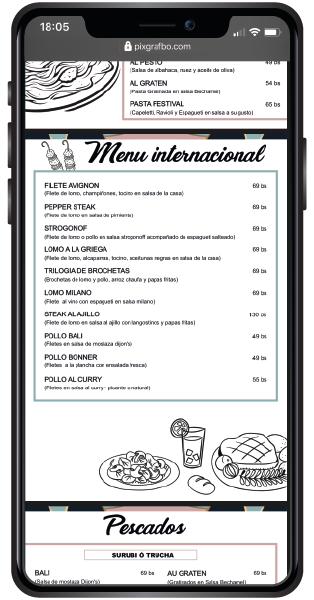 18:05
pixgrafbo.com
AL PESTO 49 bs
(Salsa de albahaca, nuez y aceite de oliva)
AL GRATEN 54 bs
(Pasta Gratinada en salsa Bechamel)
PASTA FESTIVAL 65 bs
(Capeletti, Ravioli y Espagueti en salsa a su gusto)
Menu internacional
FILETE AVIGNON 69 bs
(Filete de lomo, champiñones, tocino en salsa de la casa)
PEPPER STEAK 69 bs
(filete de lomo en salsa de pimienta)
STROGONOF 69 bs
(Filete de lomo o pollo en salsa stroganoff acompañado de espaguet salteado)
LOMO A LA GRIEGA 69 bs
(Filete de lomo, alcaparras, tocino, aceitunas negras en salsa de la casa)
TRILOGIA DE BROCHETAS 69 bs
(Brochetas de lomo y pollo, arroz chaufa y papas fritas)
LOMO MILANO 69 bs
(Filete al vino con espagueti en salsa milano)
STEAK AL AJILLO 130 bs
(Filete de lomo en salsa al ajillo con langostinos y papas fritas)
POLLO BALI 49 bs
(Filetes en salsa de mostaza dijon's)
POLLO BONNER 49 bs
(Filetes a la plancha con ensalada fresca)
POLLO AL CURRY 55 bs
(Filetes en salsa al curry- picante o natural)
Pescados
SURUBI Ó TRUCHA
BALI 69 bs AU GRATEN 69 bs
(Salsa de mostaza Dijon's) (Gratinados en Salsa Bechamel)